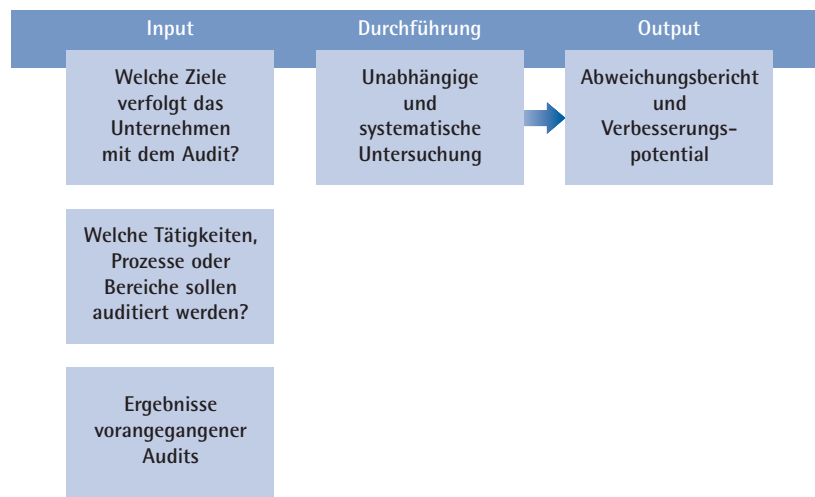 Input
Durchführung
Output
Welche Ziele
verfolgt das
Unternehmen
mit dem Audit?
Unabhängige
und
systematische
Untersuchung
Abweichungsbericht
und
Verbesserungs-
potential
Welche Tätigkeiten,
Prozesse oder
Bereiche sollen
auditiert werden?
Ergebnisse
vorangegangener
Audits